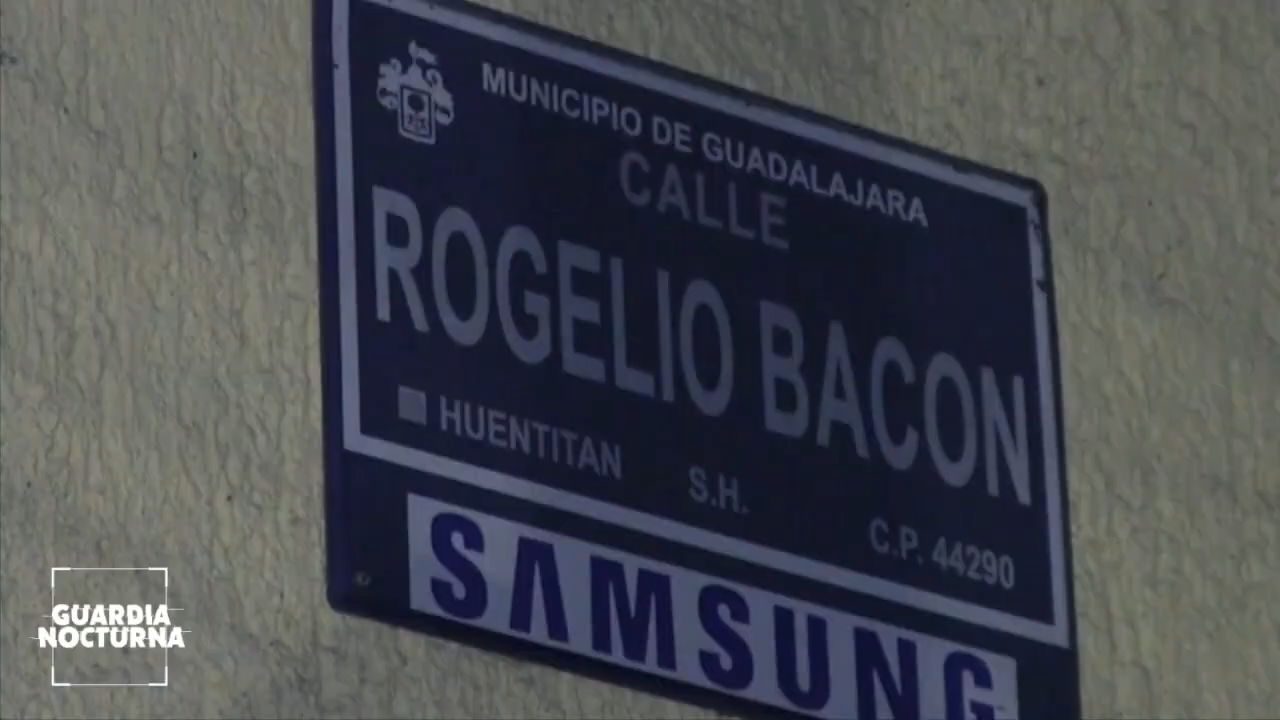 MUNICIPIO DE GUADALAJARA
CALLE
ROGELIO BACON
HUENTITAN S.H. C.P. 44290
SAMSUNG
GUARDIA
NOCTURNA